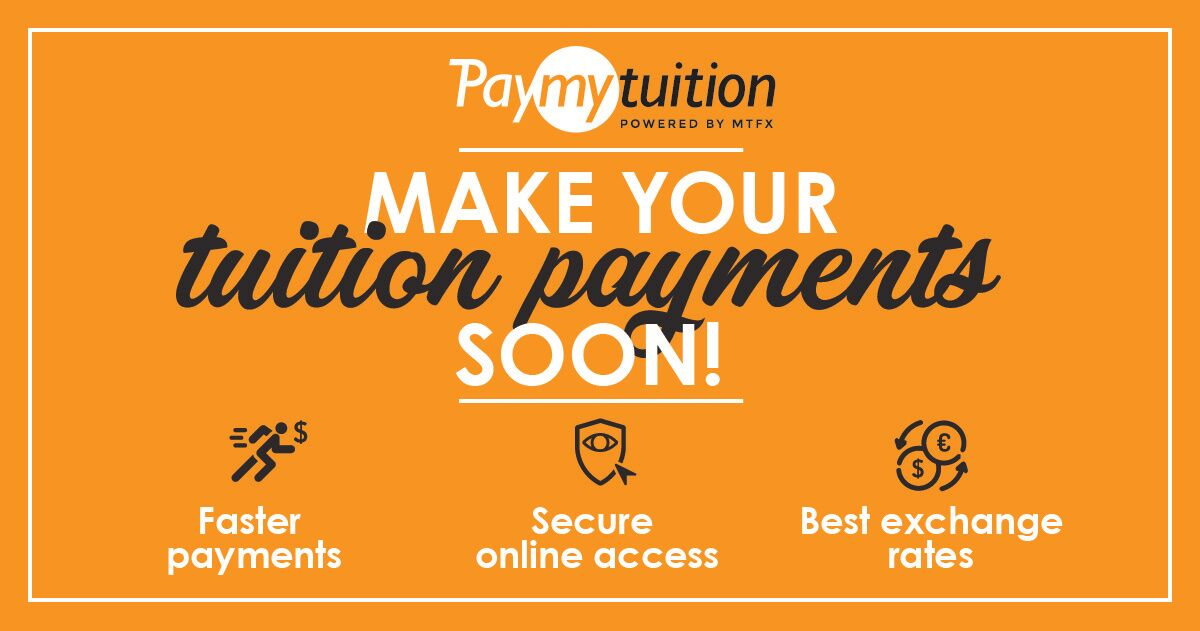 Paymytuition
POWERED BY MTFX
MAKE YOUR
tuition payments
SOON!
$
€
$
Faster
payments
Secure
online access
Best exchange
rates